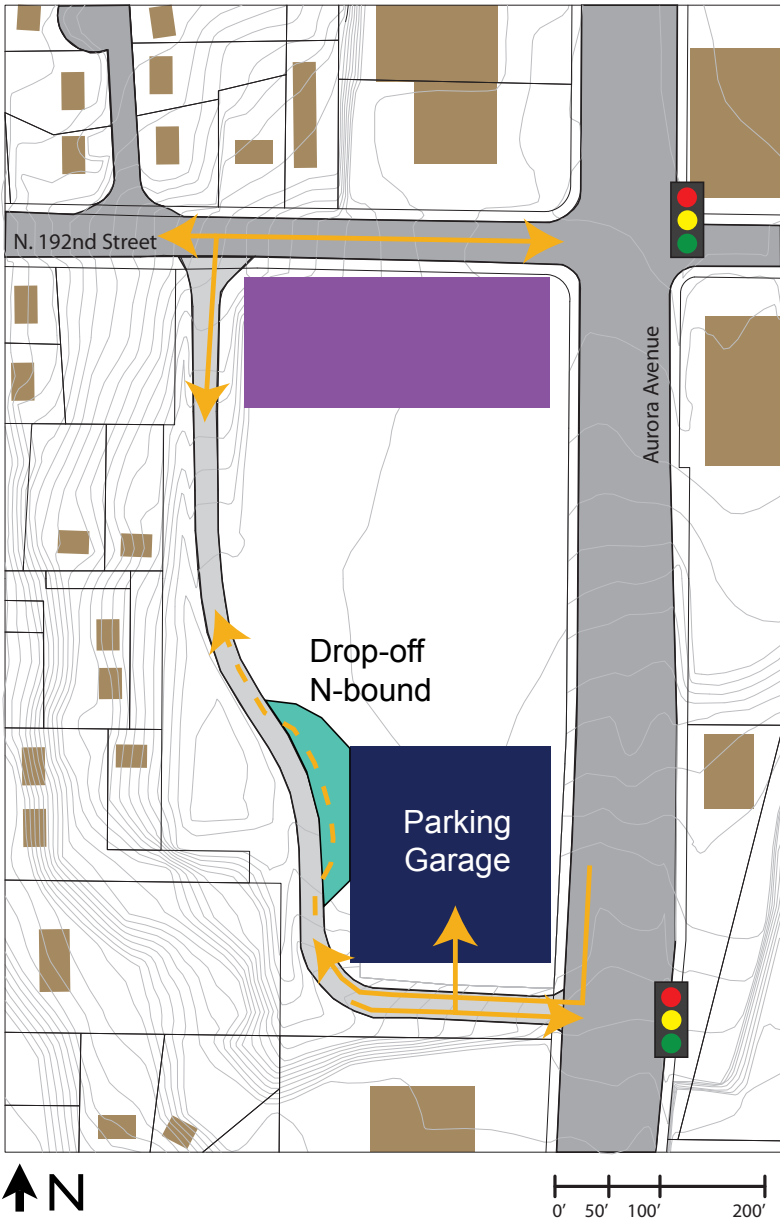 N. 192nd Street
Aurora Avenue
Drop-off
N-bound
Parking
Garage
N
0' 50' 100' 200'